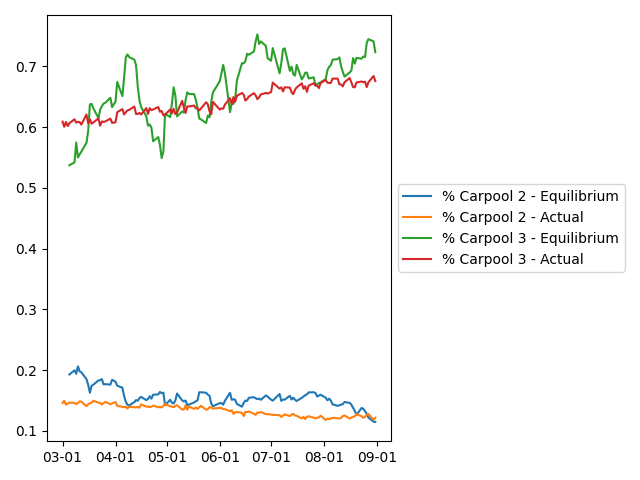 0.7
0.6
0.5
0.4
0.3
0.2
0.1
03-01 04-01 05-01 06-01 07-01 08-01 09-01
% Carpool 2 - Equilibrium
% Carpool 2 - Actual
% Carpool 3 - Equilibrium
% Carpool 3 - Actual